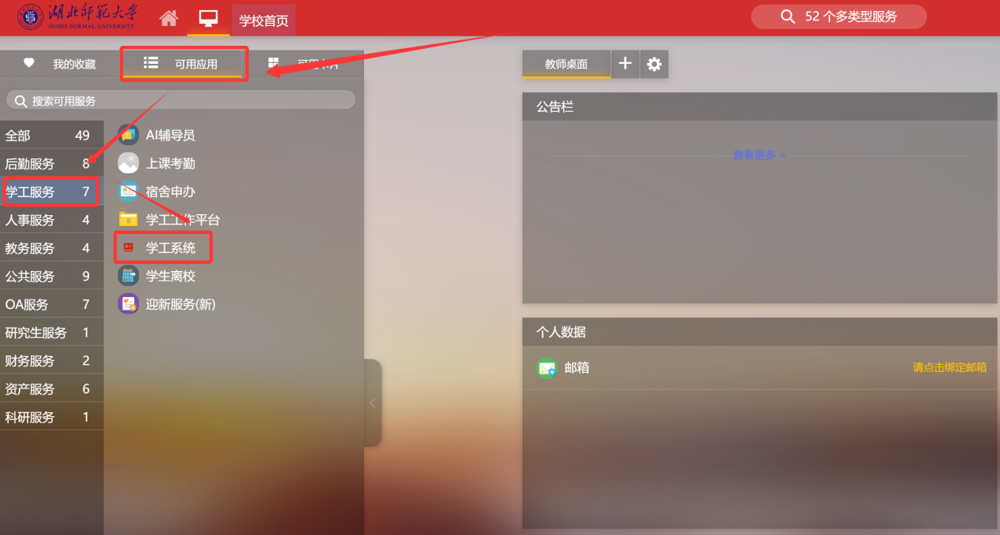 湖北师范大学
HUBEI NORMAL UNIVERSITY
学校首页
52 个多类型服务
我的收藏
可用应用
可用卡片
搜索可用服务
全部 49
后勤服务 8
学工服务 7
人事服务 4
教务服务 4
公共服务 9
OA服务 7
研究生服务 1
财务服务 2
资产服务 6
科研服务 1
AI辅导员
上课考勤
宿舍申办
学工工作平台
学工系统
学生离校
迎新服务(新)
教师桌面
公告栏
查看更多 >
个人数据
邮箱
请点击绑定邮箱